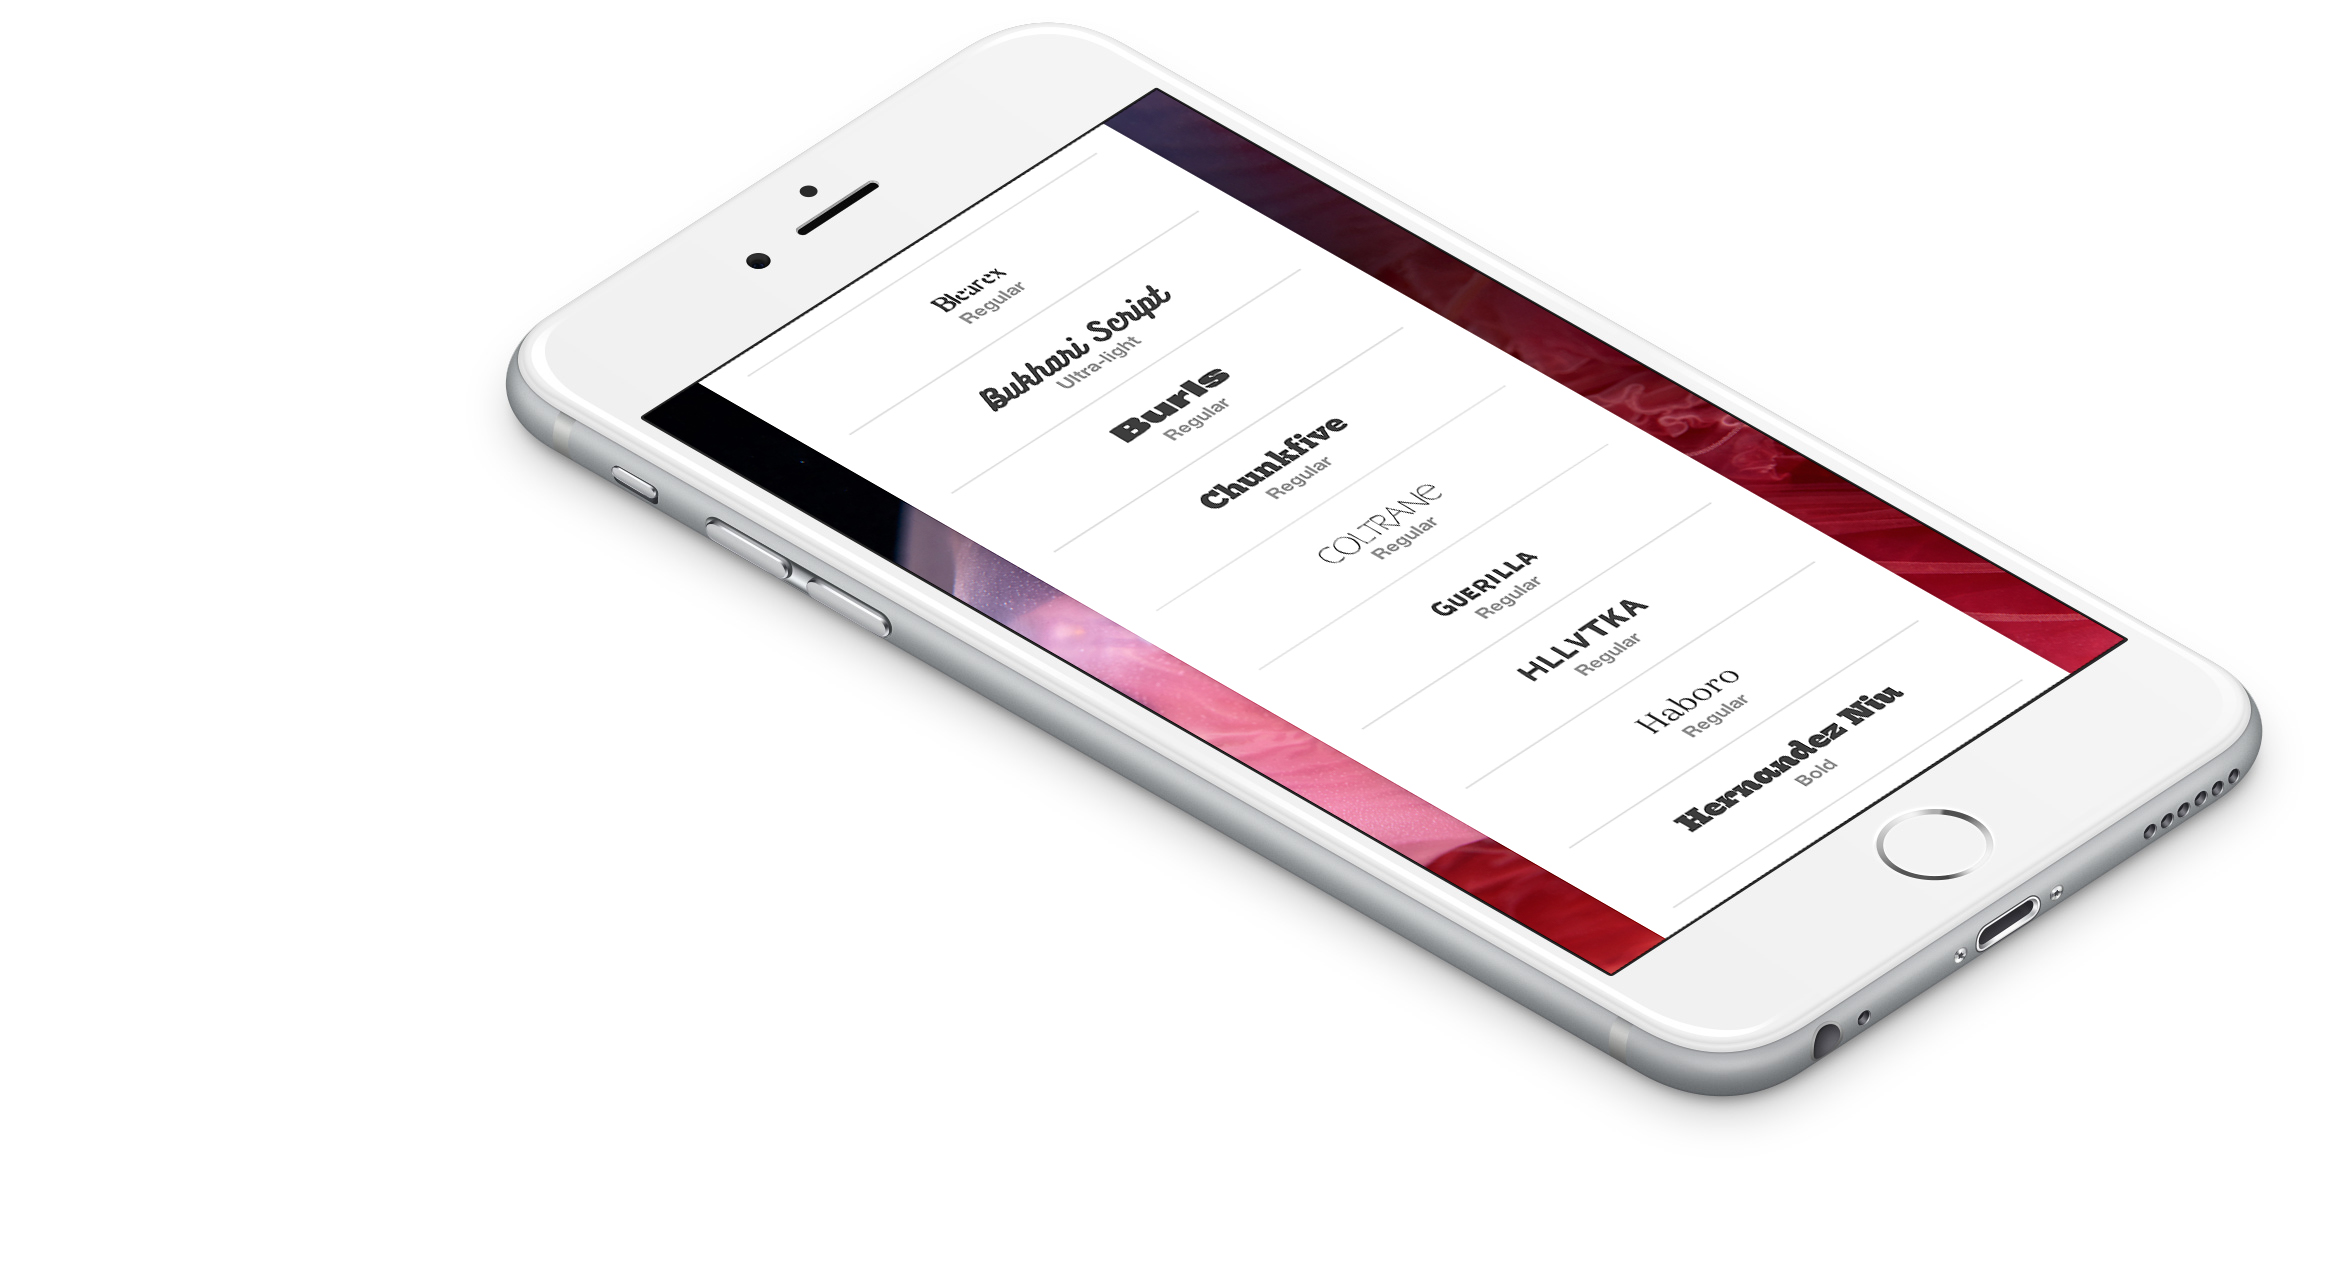 Blearex
Regular
Bukhari Script
Ultra-light
Burls
Regular
Chunkfive
Regular
COLTRANe
Regular
GUERILLA
Regular
HLLVTKA
Regular
Haboro
Regular
Hernandez Niu
Bold